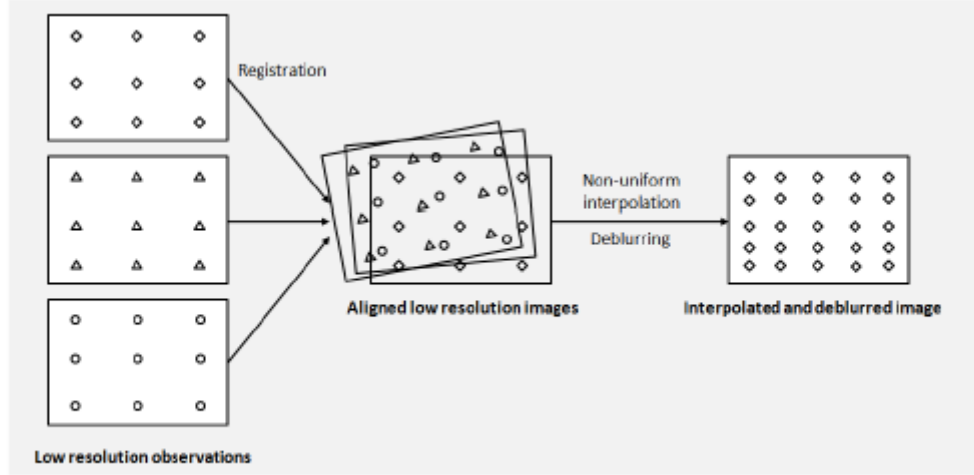 Registration
Non-uniform
interpolation
Deblurring
Aligned low resolution images
Interpolated and deblurred image
Low resolution observations